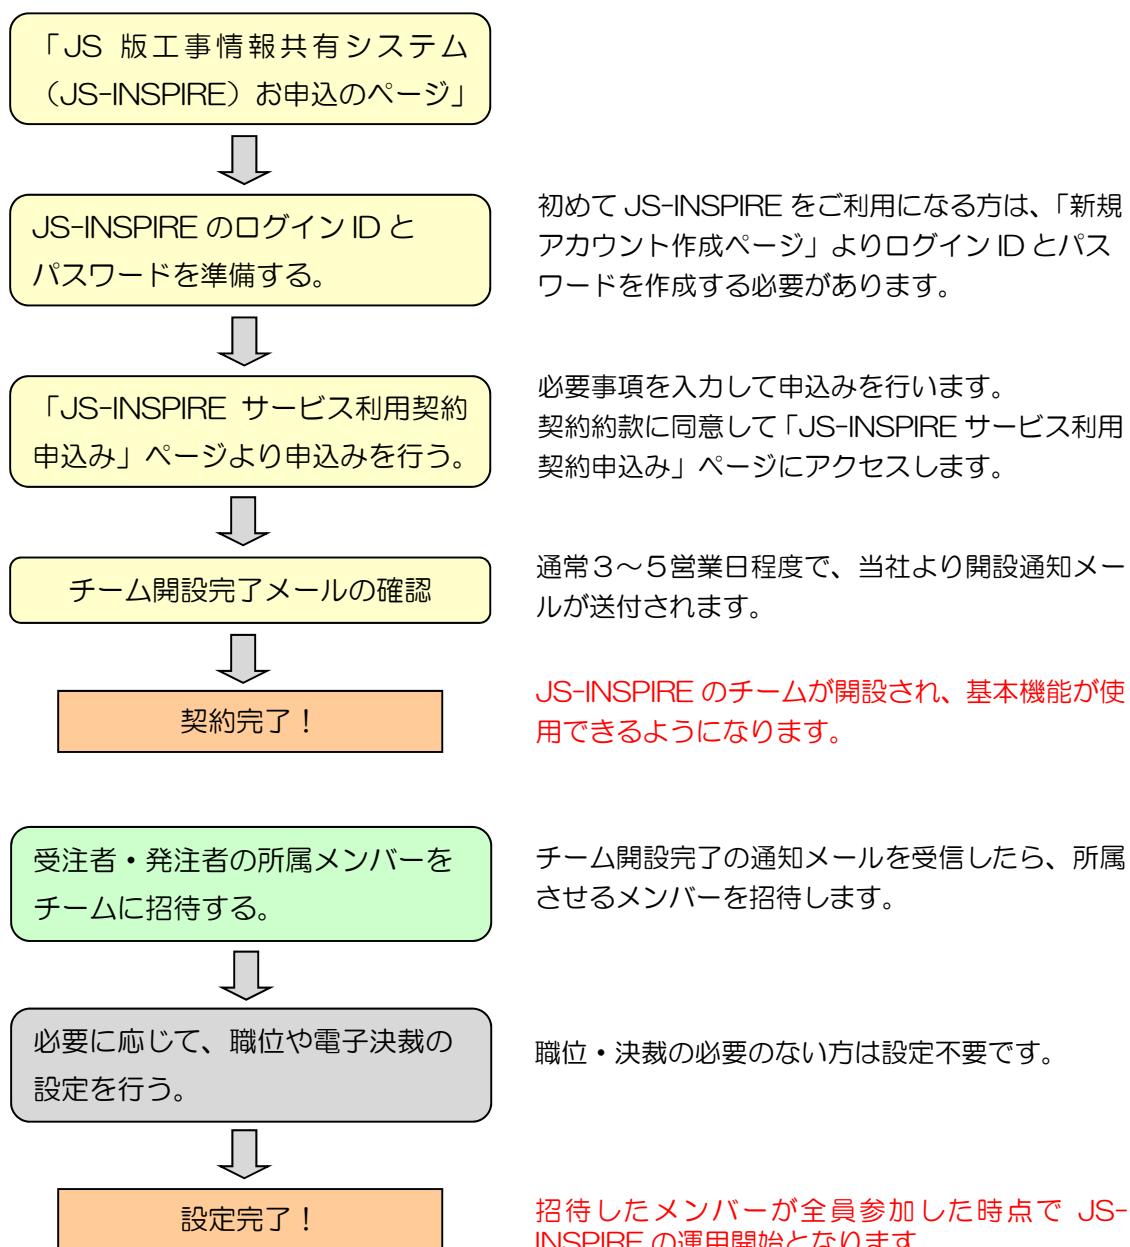 「JS 版工事情報共有システム
（JS-INSPIRE）お申込のページ」
JS-INSPIRE のログイン ID と
パスワードを準備する。
初めて JS-INSPIRE をご利用になる方は、「新規
アカウント作成ページ」よりログイン ID とパス
ワードを作成する必要があります。
「JS-INSPIRE サービス利用契約
申込み」ページより申込みを行う。
必要事項を入力して申込みを行います。
契約約款に同意して「JS-INSPIRE サービス利用
契約申込み」ページにアクセスします。
チーム開設完了メールの確認
通常３～５営業日程度で、当社より開設通知メー
ルが送付されます。
契約完了！
JS-INSPIRE のチームが開設され、基本機能が使
用できるようになります。
受注者・発注者の所属メンバーを
チームに招待する。
チーム開設完了の通知メールを受信したら、所属
させるメンバーを招待します。
必要に応じて、職位や電子決裁の
設定を行う。
職位・決裁の必要のない方は設定不要です。
設定完了！
招待したメンバーが全員参加した時点で JS-
INSPIRE の運用開始となります